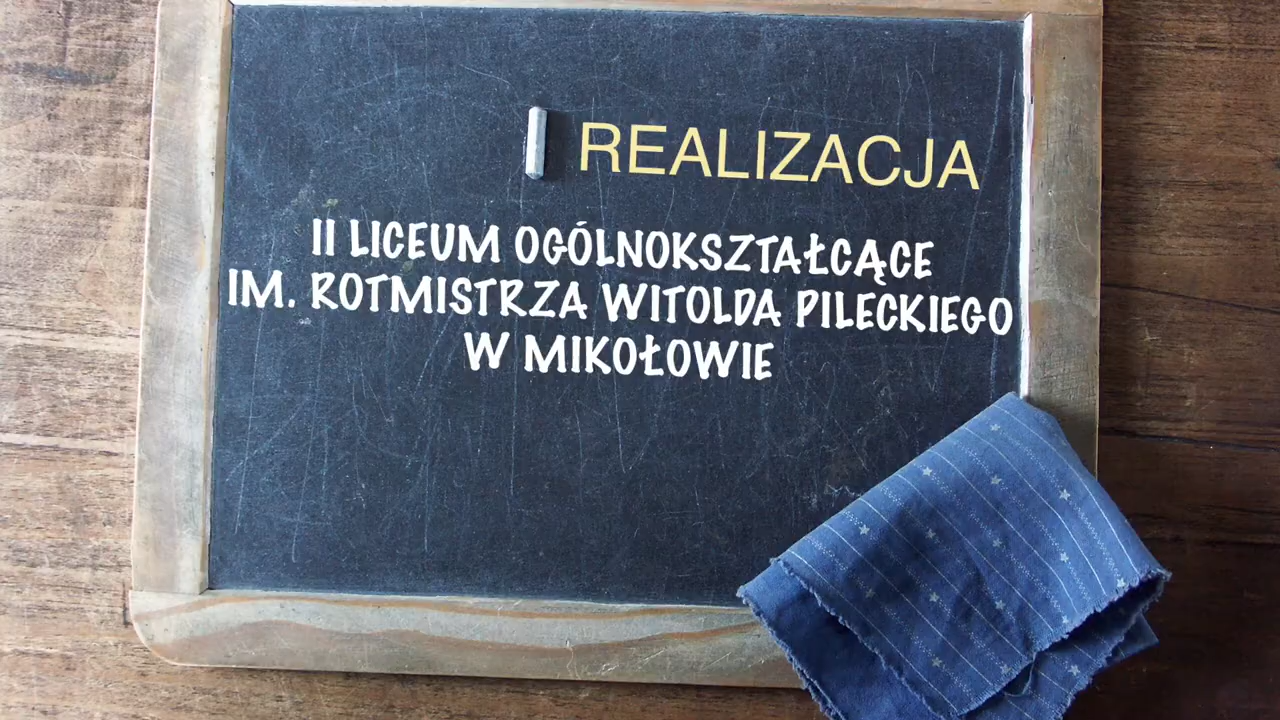 REALIZACJA
II LICEUM OGÓLNOKSZTAŁCĄCE
IM. ROTMISTRZA WITOLDA PILECKIEGO
W MIKOŁOWIE